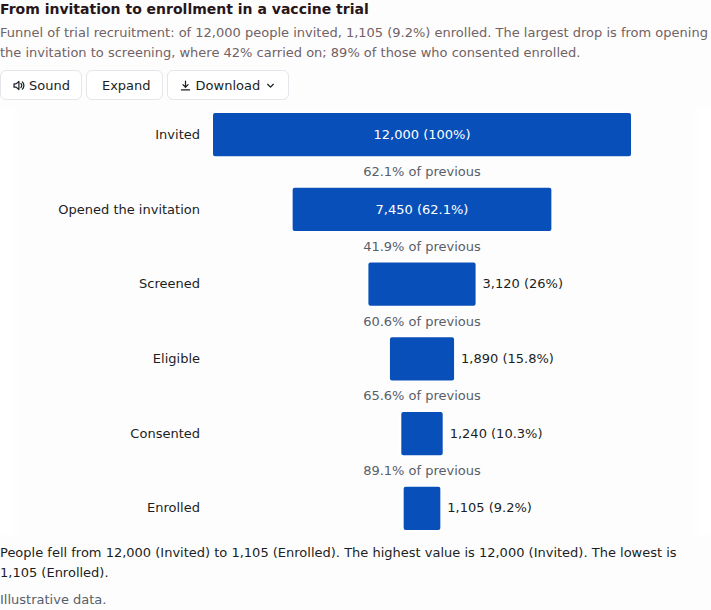 From invitation to enrollment in a vaccine trial
Funnel of trial recruitment: of 12,000 people invited, 1,105 (9.2%) enrolled. The largest drop is from opening
the invitation to screening, where 42% carried on; 89% of those who consented enrolled.
Sound Expand Download
Invited 12,000 (100%)
62.1% of previous
Opened the invitation 7,450 (62.1%)
41.9% of previous
Screened 3,120 (26%)
60.6% of previous
Eligible 1,890 (15.8%)
65.6% of previous
Consented 1,240 (10.3%)
89.1% of previous
Enrolled 1,105 (9.2%)
People fell from 12,000 (Invited) to 1,105 (Enrolled). The highest value is 12,000 (Invited). The lowest is
1,105 (Enrolled).
Illustrative data.